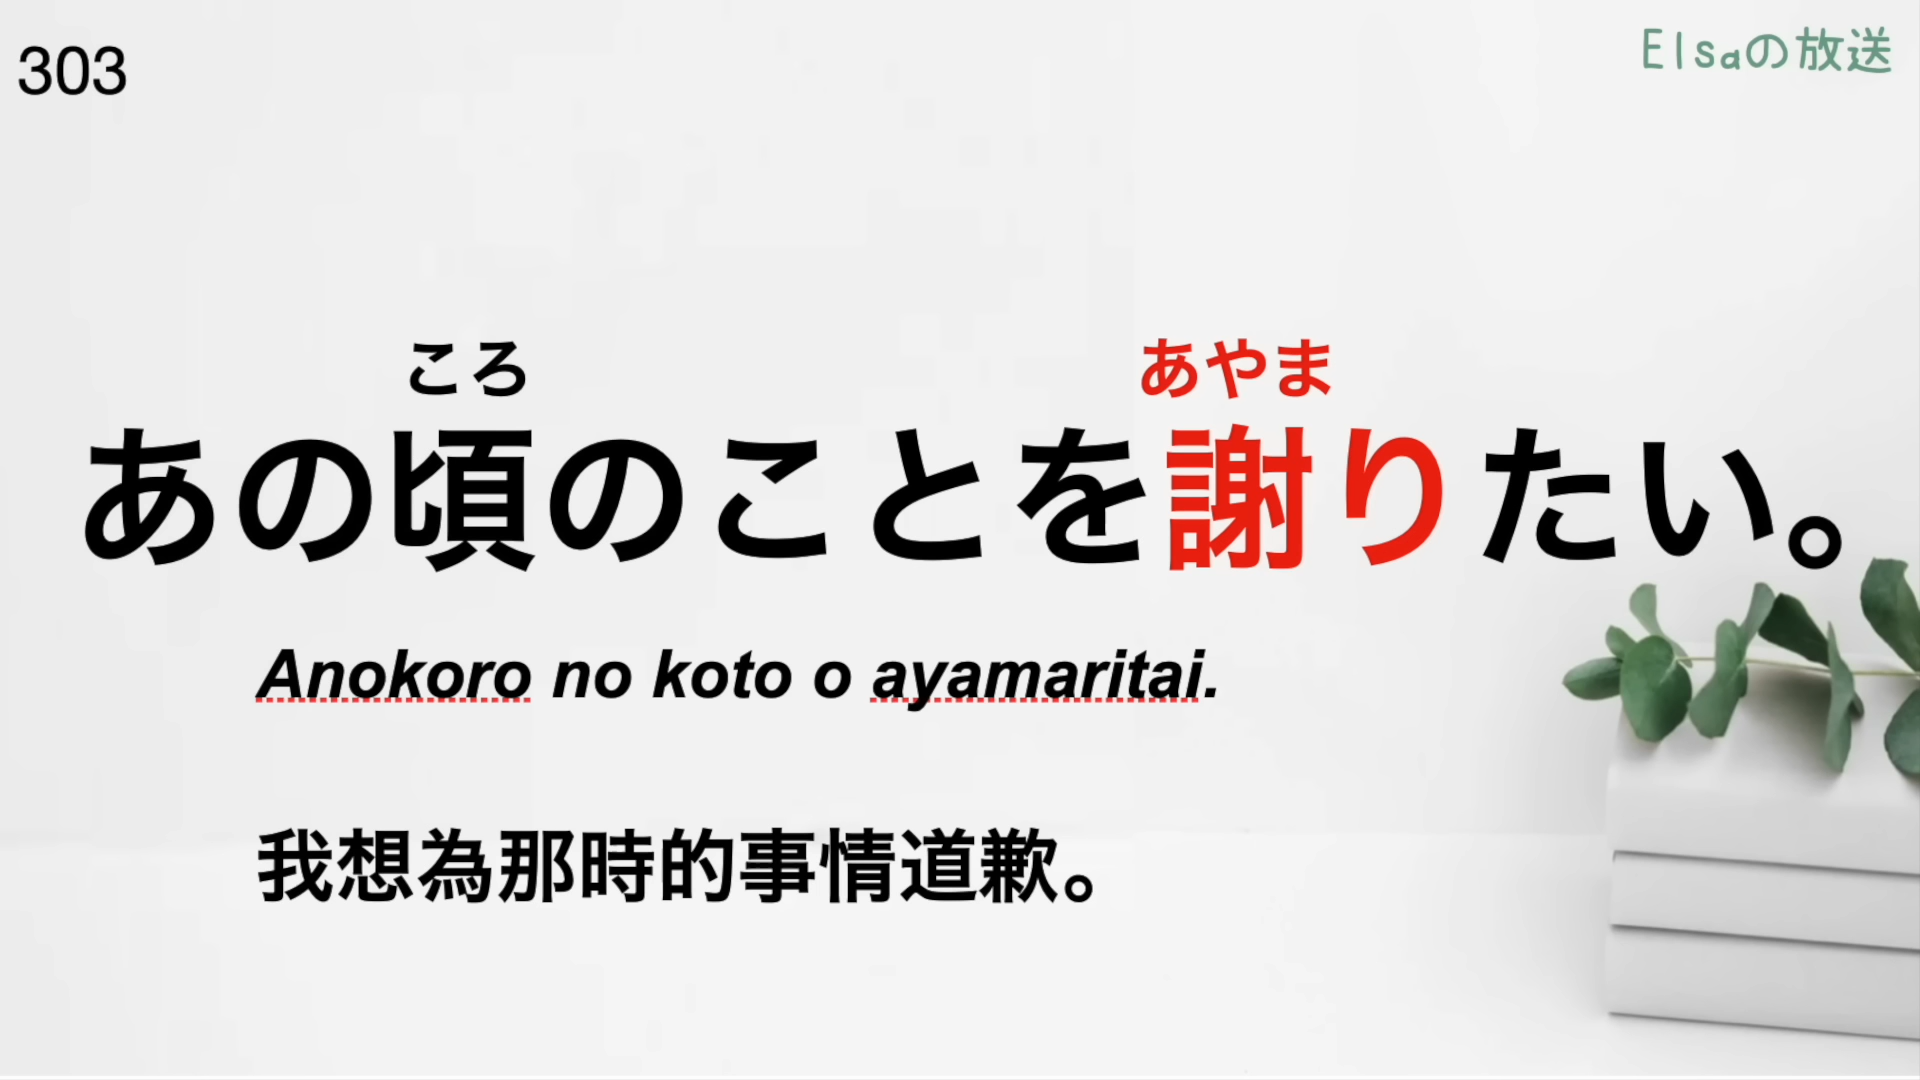 303
Elsaの放送
ころ あやま
あの頃のことを謝りたい。
Anokoro no koto o ayamaritai.
我想為那時的事情道歉。